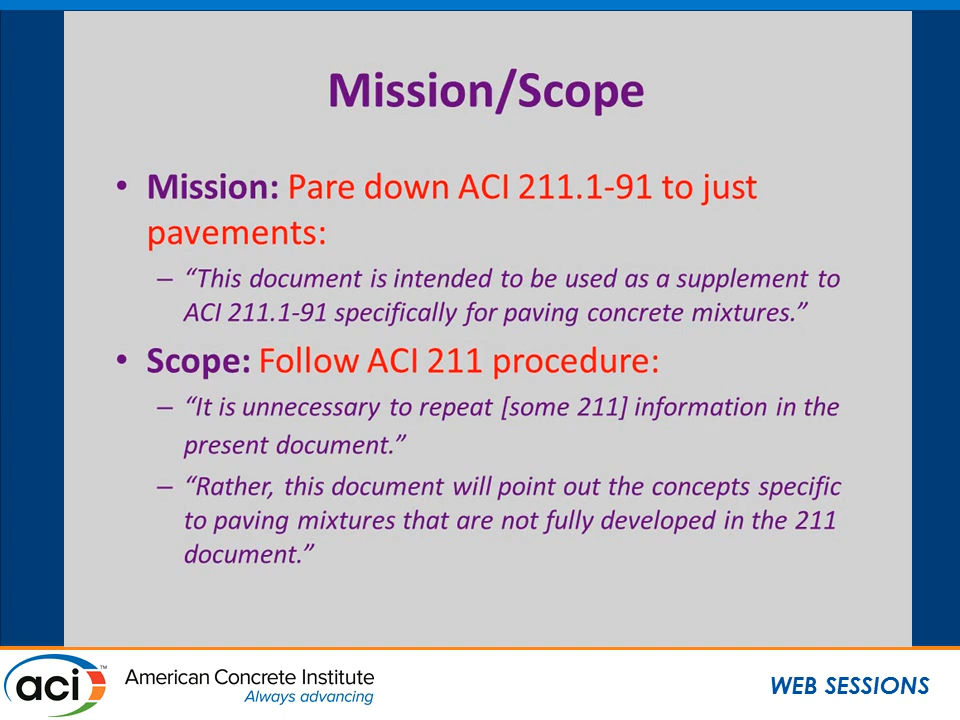 Mission/Scope
• Mission: Pare down ACI 211.1-91 to just
pavements:
– “This document is intended to be used as a supplement to
ACI 211.1-91 specifically for paving concrete mixtures.”
• Scope: Follow ACI 211 procedure:
– “It is unnecessary to repeat [some 211] information in the
present document.”
– “Rather, this document will point out the concepts specific
to paving mixtures that are not fully developed in the 211
document.”
aci™
American Concrete Institute
Always advancing
WEB SESSIONS